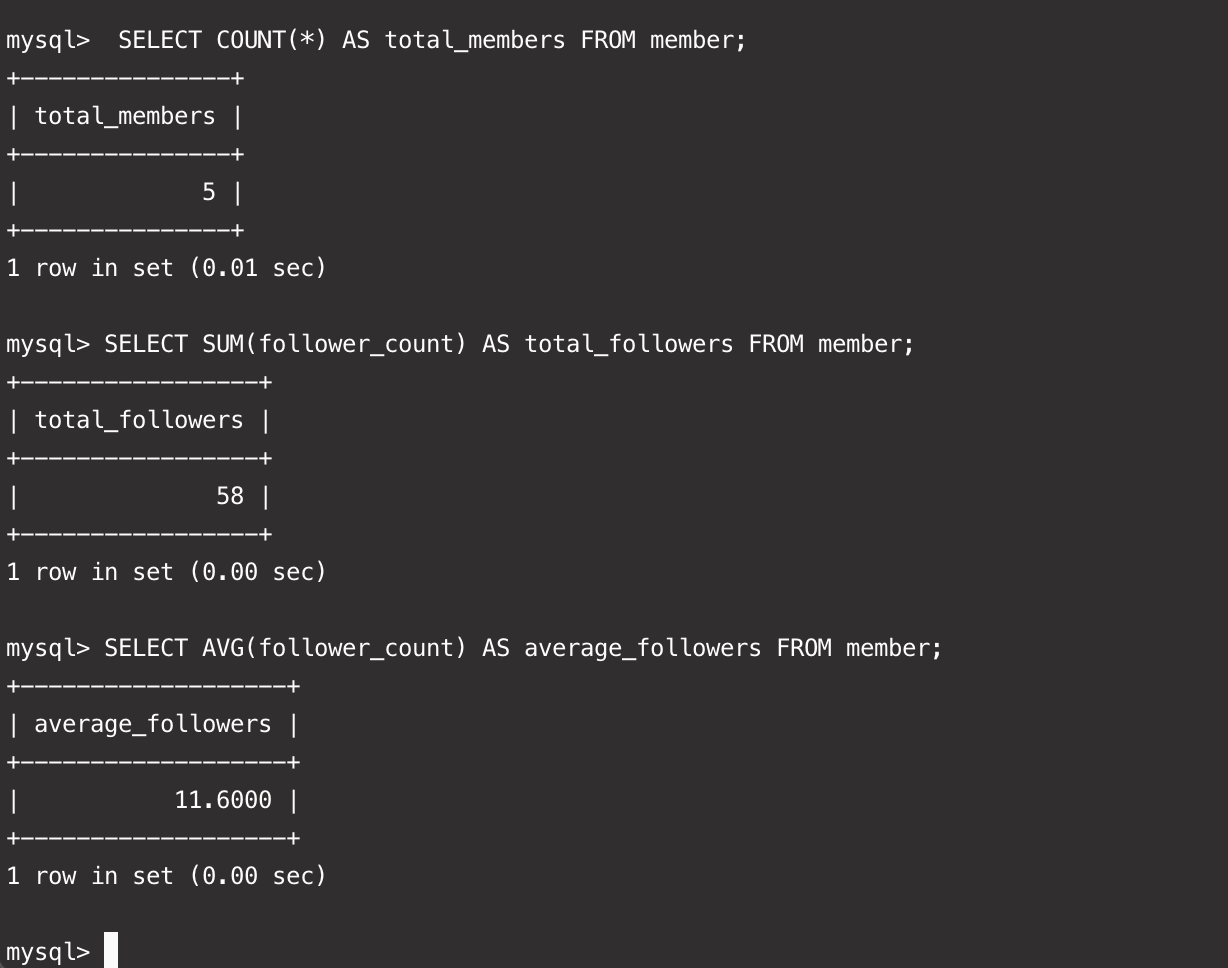 mysql>  SELECT COUNT(*) AS total_members FROM member;
+---------------+
| total_members |
+---------------+
|             5 |
+---------------+
1 row in set (0.01 sec)

mysql> SELECT SUM(follower_count) AS total_followers FROM member;
+-----------------+
| total_followers |
+-----------------+
|              58 |
+-----------------+
1 row in set (0.00 sec)

mysql> SELECT AVG(follower_count) AS average_followers FROM member;
+-------------------+
| average_followers |
+-------------------+
|           11.6000 |
+-------------------+
1 row in set (0.00 sec)

mysql>